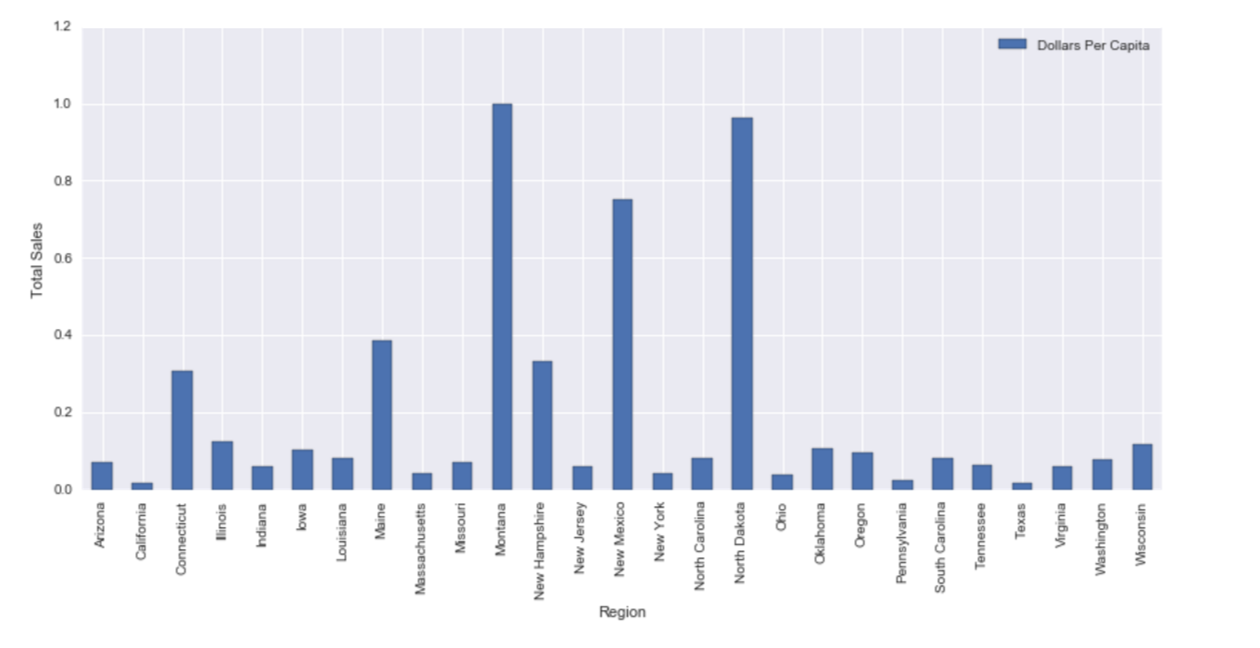 1.2
Dollars Per Capita
1.0
0.8
0.6
0.4
0.2
0.0
Total Sales
Arizona
California
Connecticut
Illinois
Indiana
Iowa
Louisiana
Maine
Massachusetts
Missouri
Montana
New Hampshire
New Jersey
New Mexico
New York
North Carolina
North Dakota
Ohio
Oklahoma
Oregon
Pennsylvania
South Carolina
Tennessee
Texas
Virginia
Washington
Wisconsin
Region